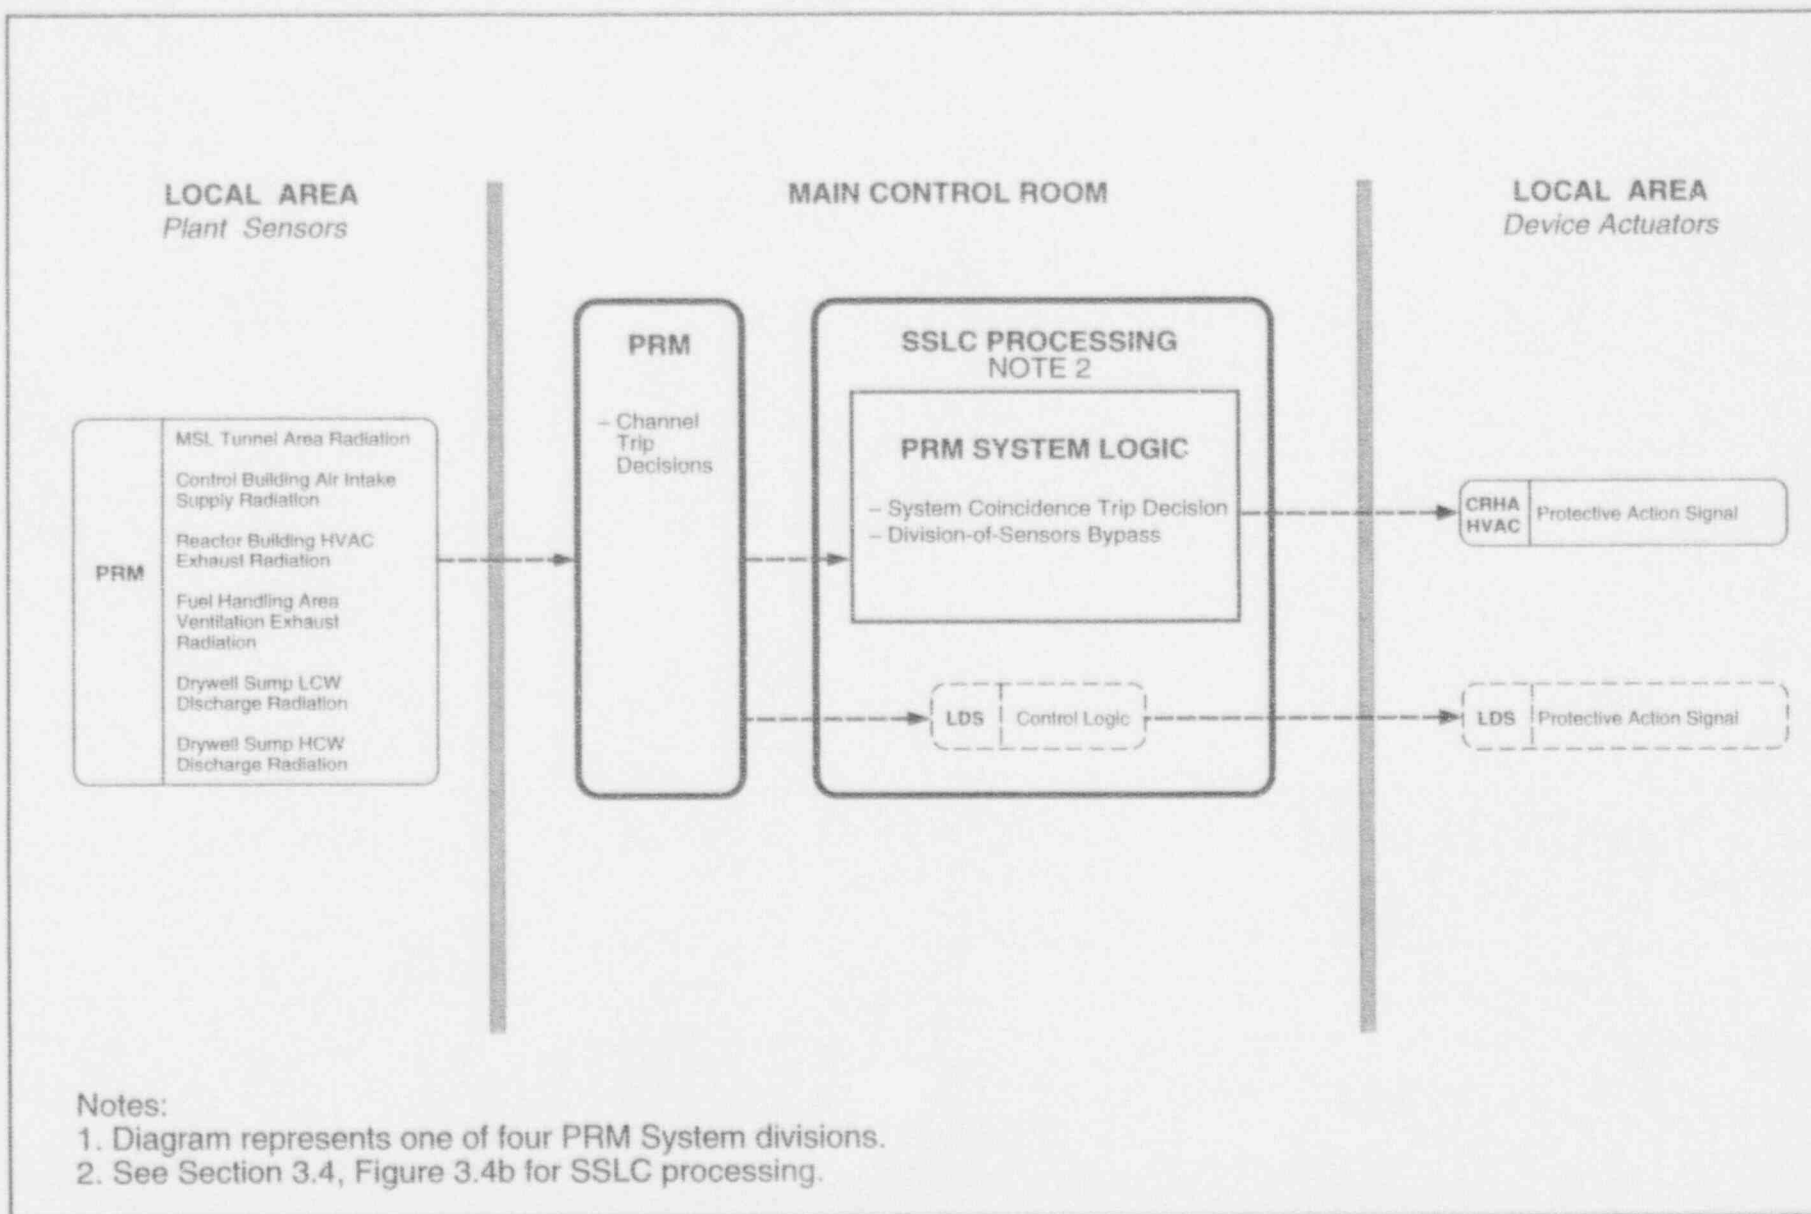 LOCAL AREA
Plant Sensors
MAIN CONTROL ROOM
LOCAL AREA
Device Actuators
PRM
MSL Tunnel Area Radiation
Control Building Air Intake
Supply Radiation
Reactor Building HVAC
Exhaust Radiation
Fuel Handling Area
Ventilation Exhaust
Radiation
Drywell Sump LCW
Discharge Radiation
Drywell Sump HCW
Discharge Radiation
PRM
– Channel
Trip
Decisions
SSLC PROCESSING
NOTE 2
PRM SYSTEM LOGIC
– System Coincidence Trip Decision
– Division-of-Sensors Bypass
LDS
Control Logic
CRHA
HVAC
Protective Action Signal
LDS
Protective Action Signal
Notes:
1. Diagram represents one of four PRM System divisions.
2. See Section 3.4, Figure 3.4b for SSLC processing.